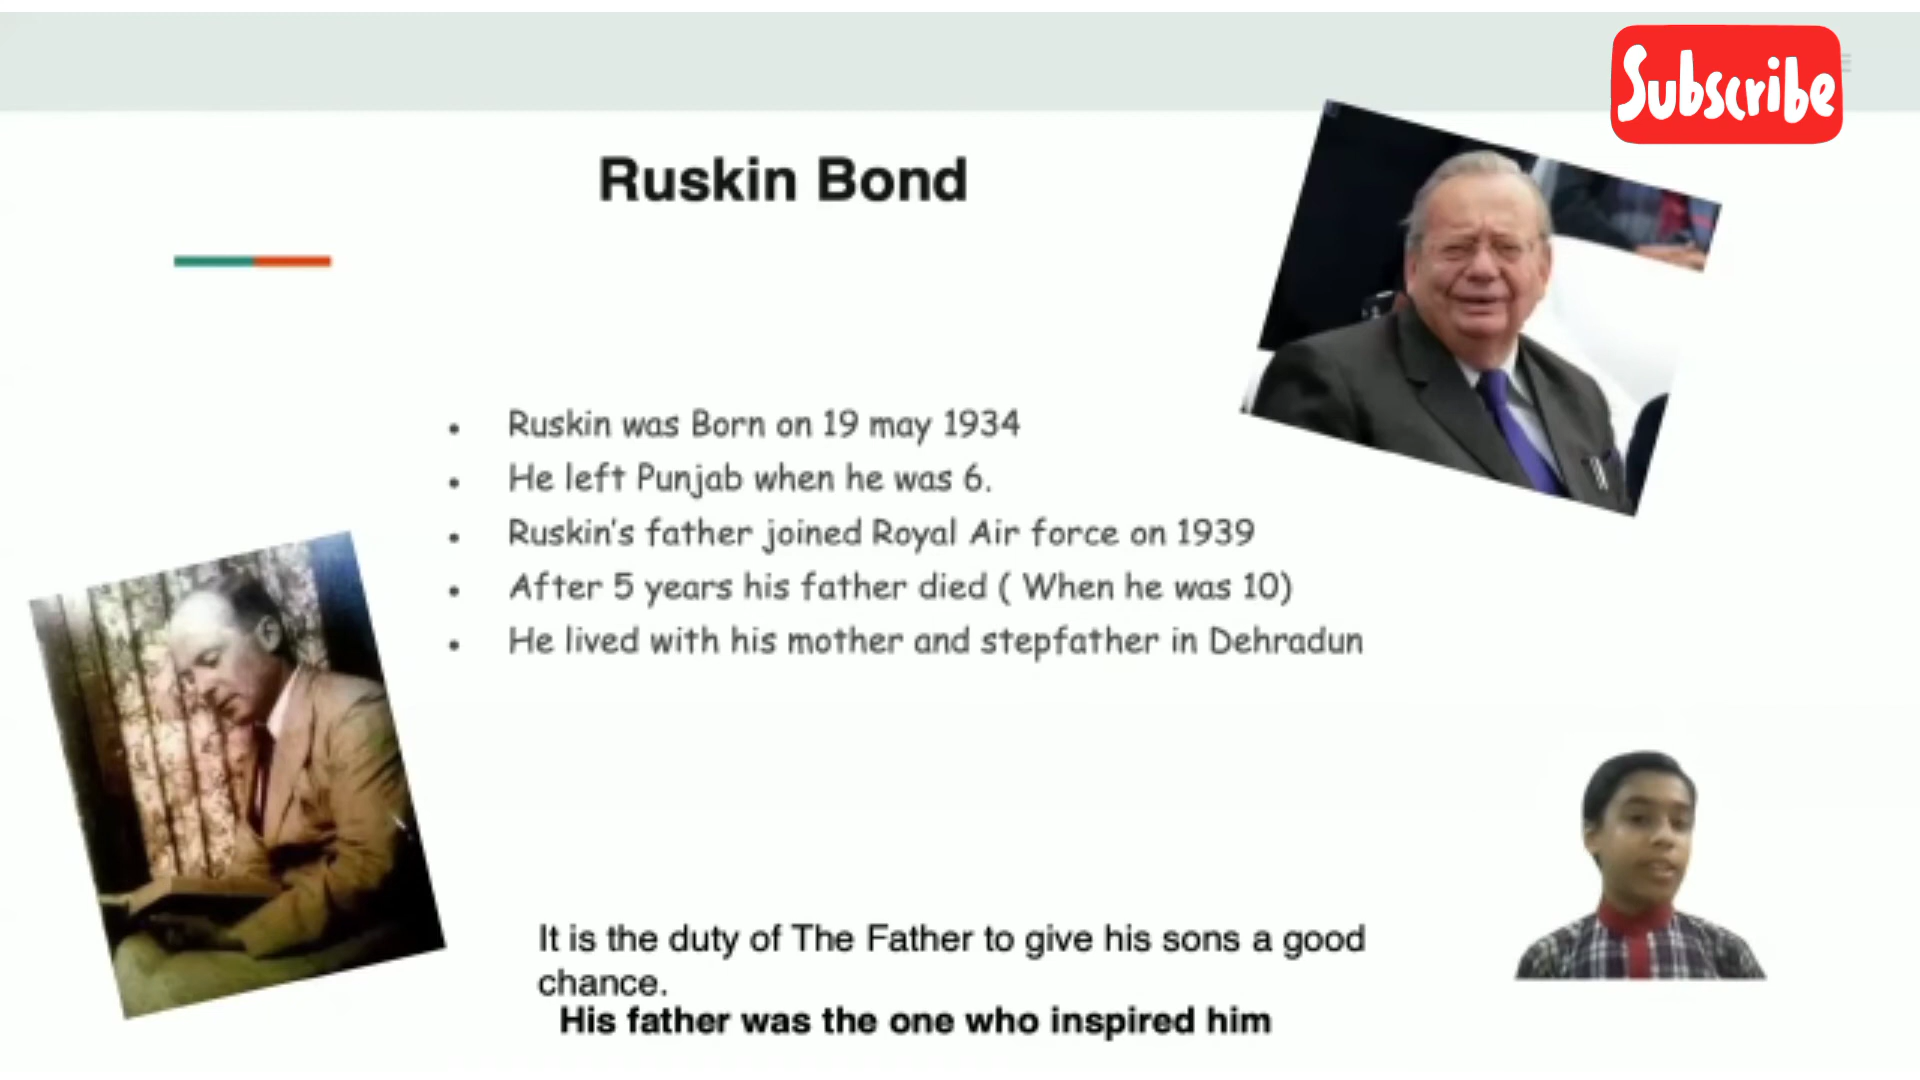 Subscribe
Ruskin Bond
• Ruskin was Born on 19 may 1934
• He left Punjab when he was 6.
• Ruskin's father joined Royal Air force on 1939
• After 5 years his father died ( When he was 10)
• He lived with his mother and stepfather in Dehradun
It is the duty of The Father to give his sons a good
chance.
His father was the one who inspired him